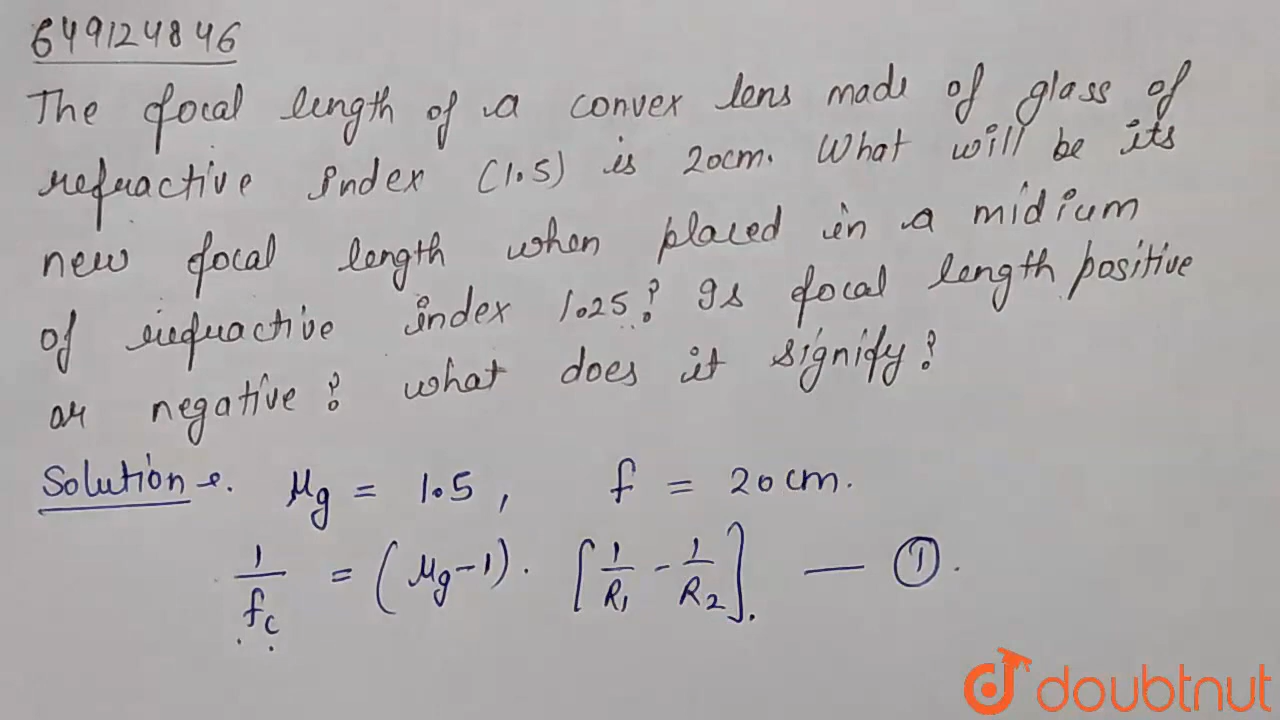 649124846
The focal length of a convex lens made of glass of
refractive index (1.5) is 20cm. What will be its
new focal length when placed in a midium
of refractive index 1.25? Is focal length positive
or negative? what does it signify?
Solution:- μg = 1.5, f = 20 cm.
1/fc = (μg-1). [1/R1 - 1/R2]. — ①.
doubtnut